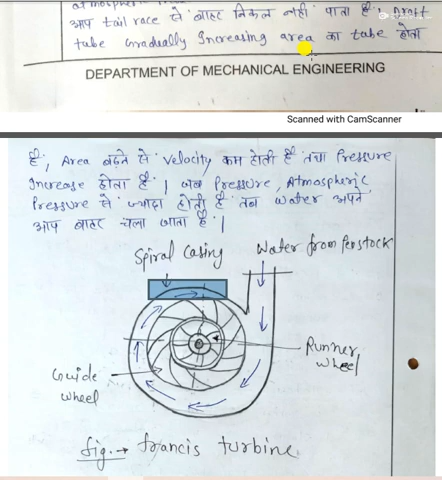 आप tail race से बाहर निकल नही पाता है। Draft
tube Gradually Increasing area का tube होता
DEPARTMENT OF MECHANICAL ENGINEERING
Scanned with CamScanner
है, Area बढ़ने से Velocity कम होती है तथा Pressure
Increase होता है। जब Pressure, Atmospheric
Pressure से ज्यादा होती है तब Water अपने
आप बाहर चला जाता है।
Spiral Casing
Water from Penstock
Runner
wheel
Guide
wheel
fig. → francis turbine